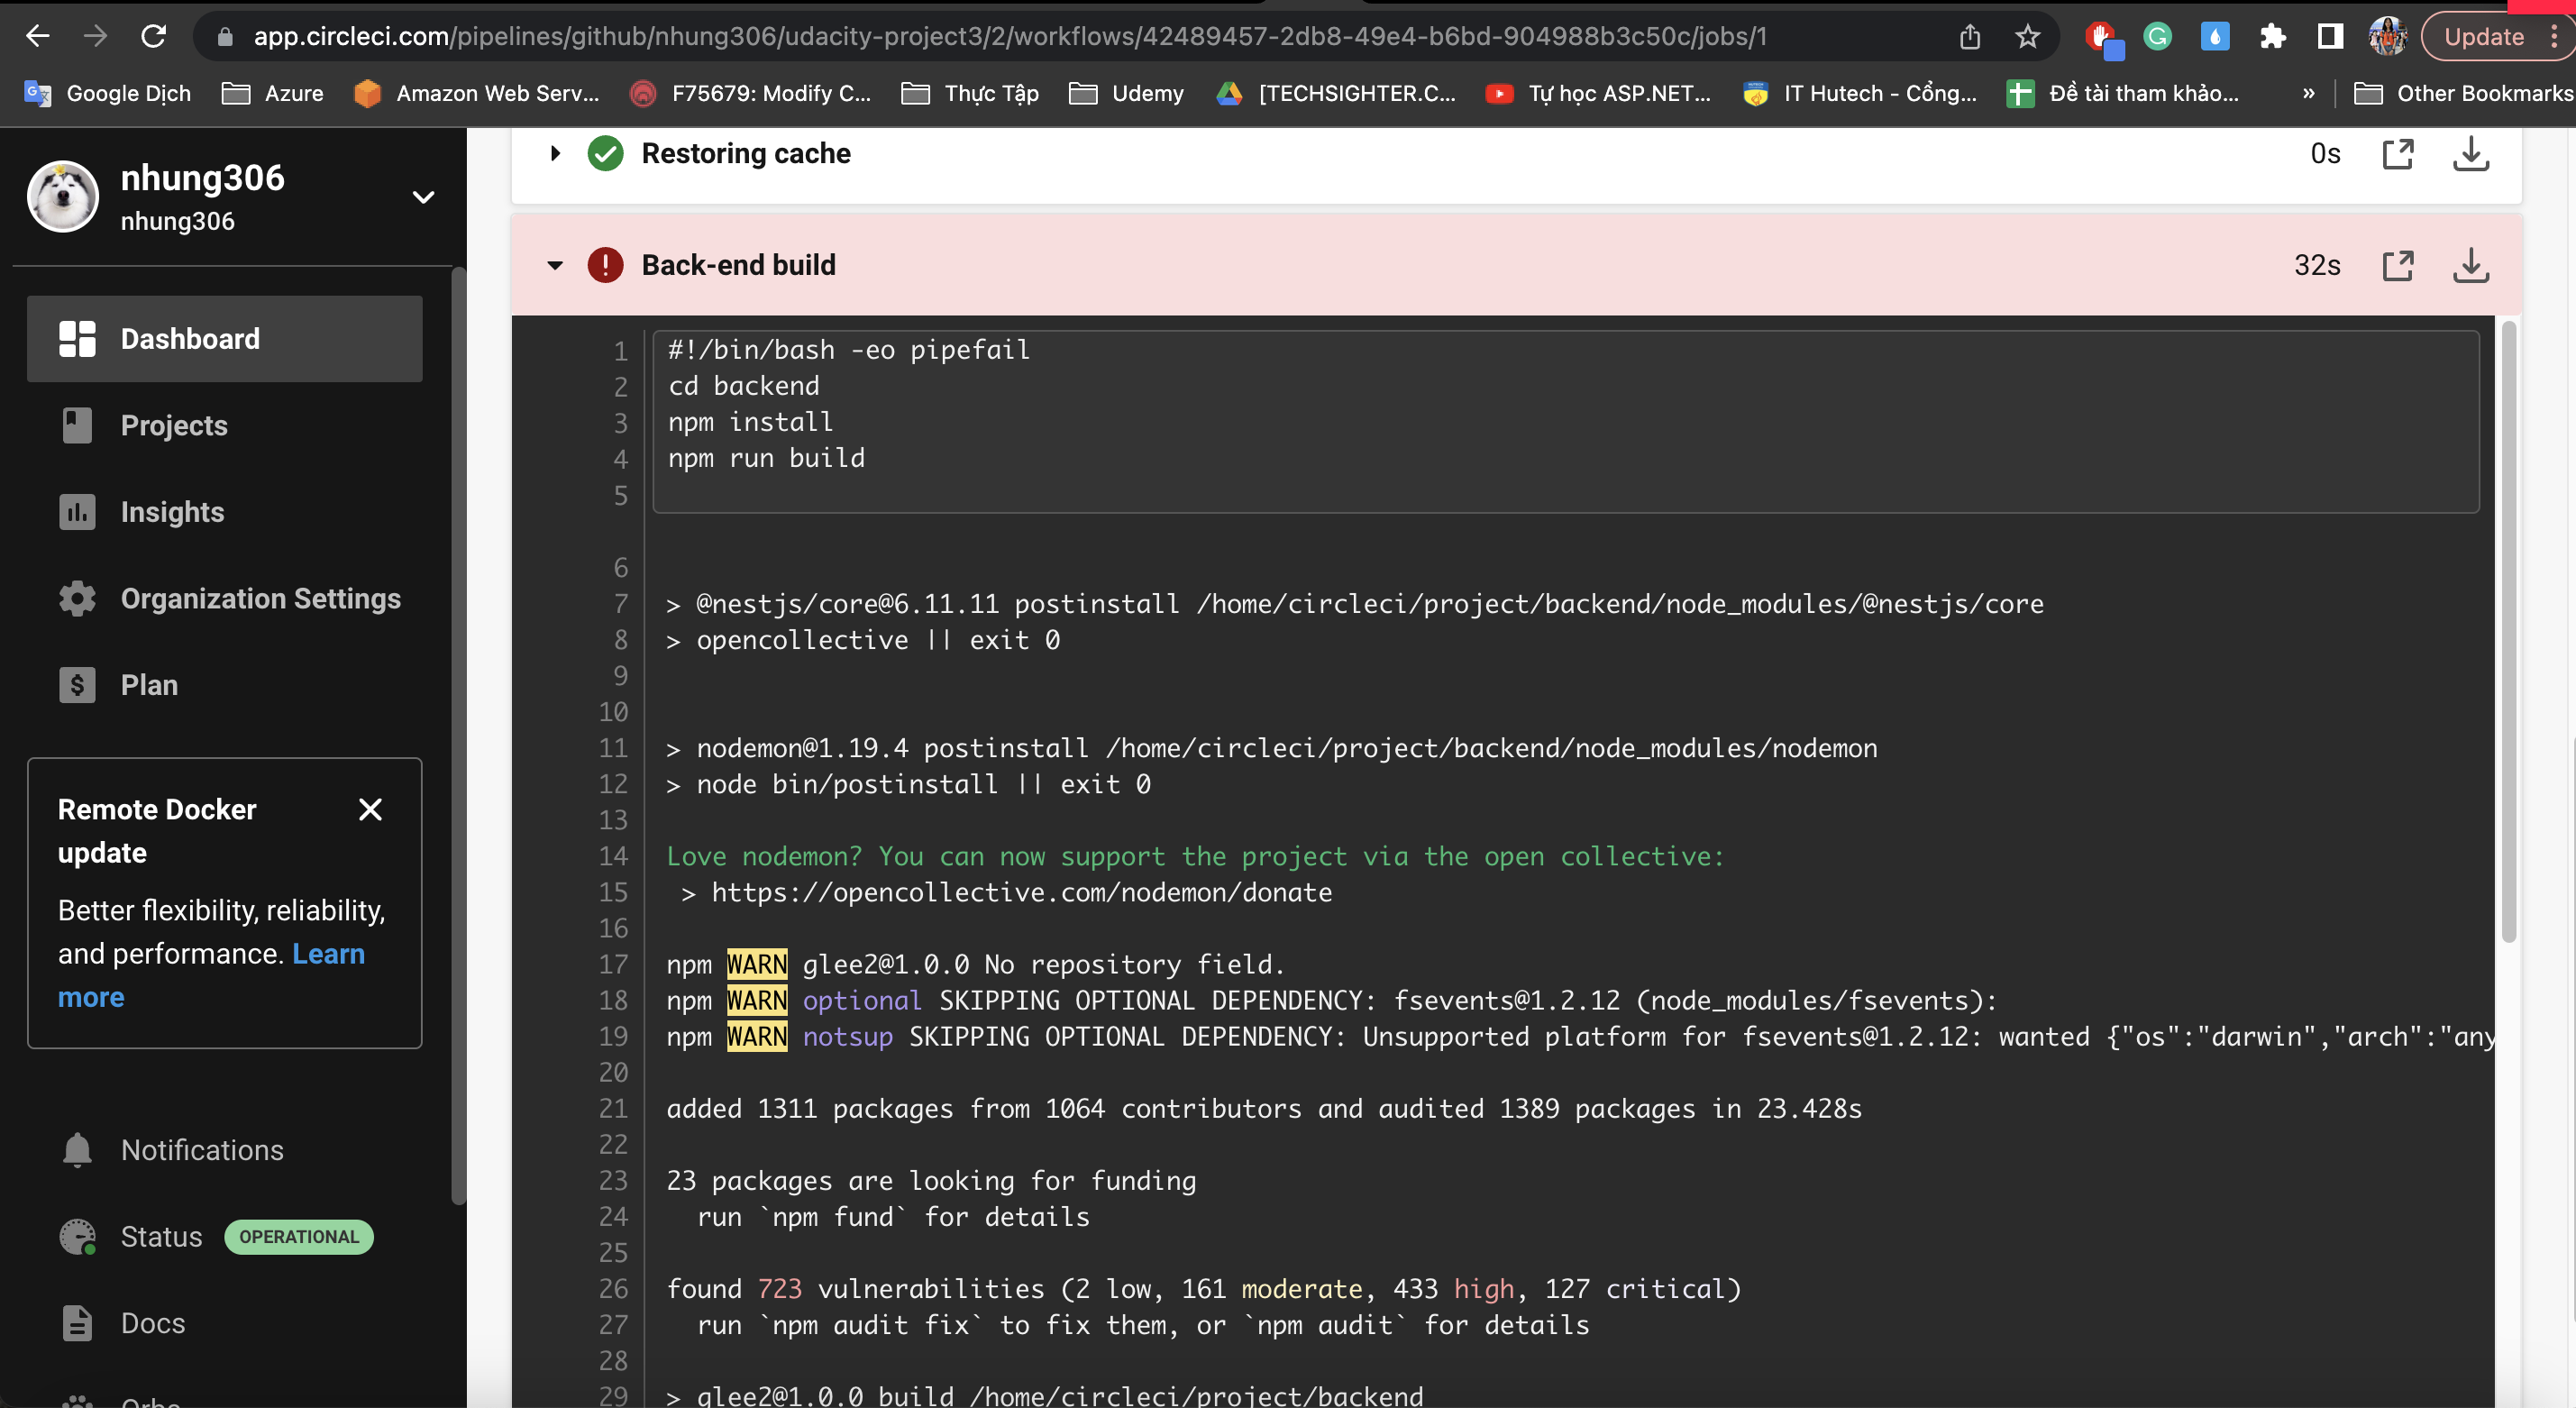 app.circleci.com/pipelines/github/nhung306/udacity-project3/2/workflows/42489457-2db8-49e4-b6bd-904988b3c50c/jobs/1
Update
Google Dịch
Azure
Amazon Web Serv...
F75679: Modify C...
Thực Tập
Udemy
[TECHSIGHTER.C...
Tự học ASP.NET...
IT Hutech - Cổng...
Đề tài tham khảo...
»
Other Bookmarks
nhung306
nhung306
Dashboard
Projects
Insights
Organization Settings
Plan
Remote Docker
update
Better flexibility, reliability,
and performance. Learn
more
Notifications
Status OPERATIONAL
Docs
Restoring cache 0s
Back-end build 32s
1 #!/bin/bash -eo pipefail
2 cd backend
3 npm install
4 npm run build
5
6
7 > @nestjs/core@6.11.11 postinstall /home/circleci/project/backend/node_modules/@nestjs/core
8 > opencollective || exit 0
9
10
11 > nodemon@1.19.4 postinstall /home/circleci/project/backend/node_modules/nodemon
12 > node bin/postinstall || exit 0
13
14 Love nodemon? You can now support the project via the open collective:
15 > https://opencollective.com/nodemon/donate
16
17 npm WARN glee2@1.0.0 No repository field.
18 npm WARN optional SKIPPING OPTIONAL DEPENDENCY: fsevents@1.2.12 (node_modules/fsevents):
19 npm WARN notsup SKIPPING OPTIONAL DEPENDENCY: Unsupported platform for fsevents@1.2.12: wanted {"os":"darwin","arch":"any
20
21 added 1311 packages from 1064 contributors and audited 1389 packages in 23.428s
22
23 23 packages are looking for funding
24 run `npm fund` for details
25
26 found 723 vulnerabilities (2 low, 161 moderate, 433 high, 127 critical)
27 run `npm audit fix` to fix them, or `npm audit` for details
28
29 > glee2@1.0.0 build /home/circleci/project/backend